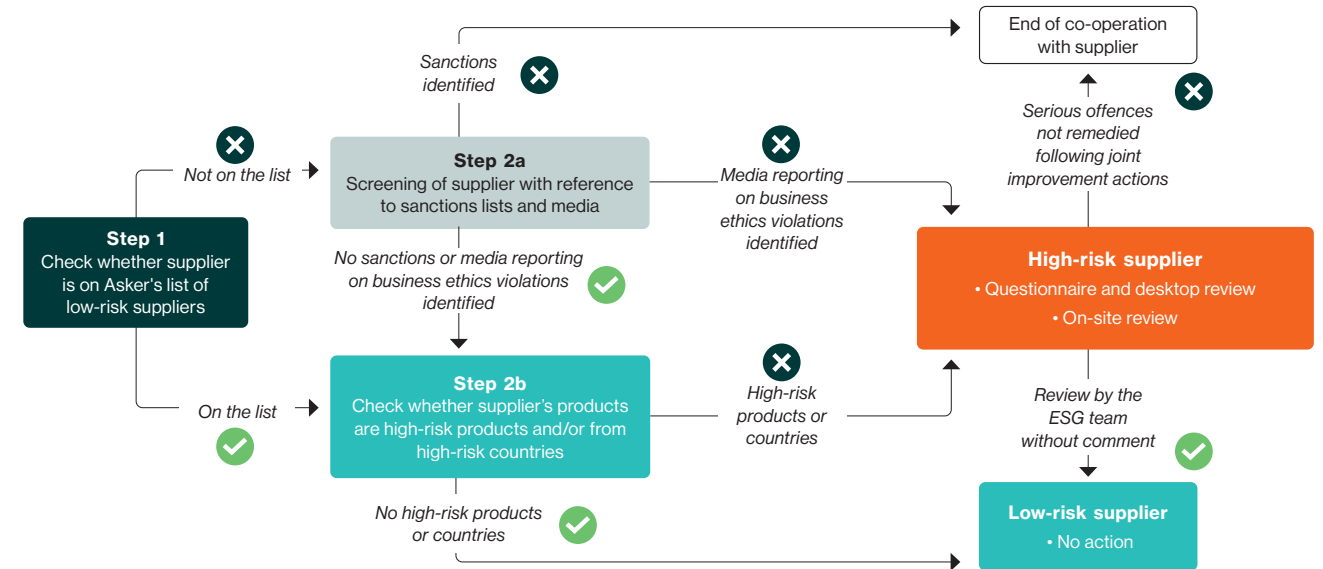 End of co-operation
with supplier
Sanctions
identified
Serious offences
not remedied
following joint
improvement actions
Not on the list
Step 2a
Screening of supplier with reference
to sanctions lists and media
Media reporting
on business
ethics violations
identified
Step 1
Check whether supplier
is on Asker's list of
low-risk suppliers
No sanctions or media reporting
on business ethics violations
identified
High-risk supplier
• Questionnaire and desktop review
• On-site review
On the list
Step 2b
Check whether supplier’s products
are high-risk products and/or from
high-risk countries
High-risk
products or
countries
Review by the
ESG team
without comment
No high-risk products
or countries
Low-risk supplier
• No action